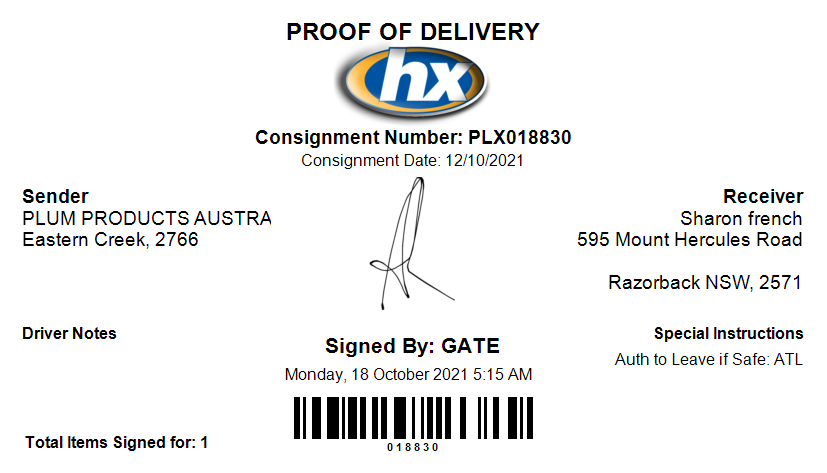 PROOF OF DELIVERY
hx
Consignment Number: PLX018830
Consignment Date: 12/10/2021
Sender
PLUM PRODUCTS AUSTRA
Eastern Creek, 2766
Receiver
Sharon french
595 Mount Hercules Road
Razorback NSW, 2571
Driver Notes
Signed By: GATE
Monday, 18 October 2021 5:15 AM
Special Instructions
Auth to Leave if Safe: ATL
018830
Total Items Signed for: 1